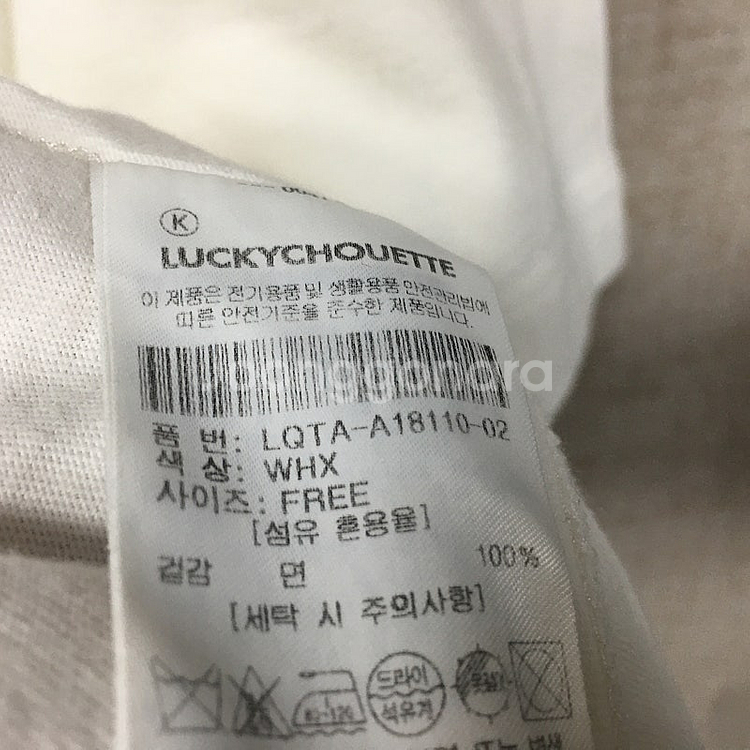 K
LUCKYCHOUETTE
이 제품은 전기용품 및 생활용품 안전관리법에
따른 안전기준을 준수한 제품입니다.
joonggonara
품 번: LQTA-A18110-02
색 상: WHX
사이즈: FREE
[섬유 혼용율]
겉감 면 100%
[세탁 시 주의사항]
드라이
석유계